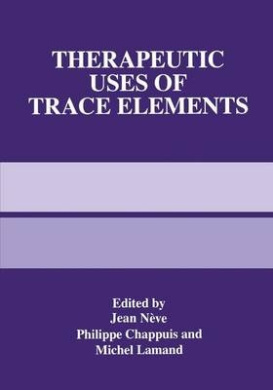 THERAPEUTIC
USES OF
TRACE ELEMENTS
Edited by
Jean Nève
Philippe Chappuis and
Michel Lamand